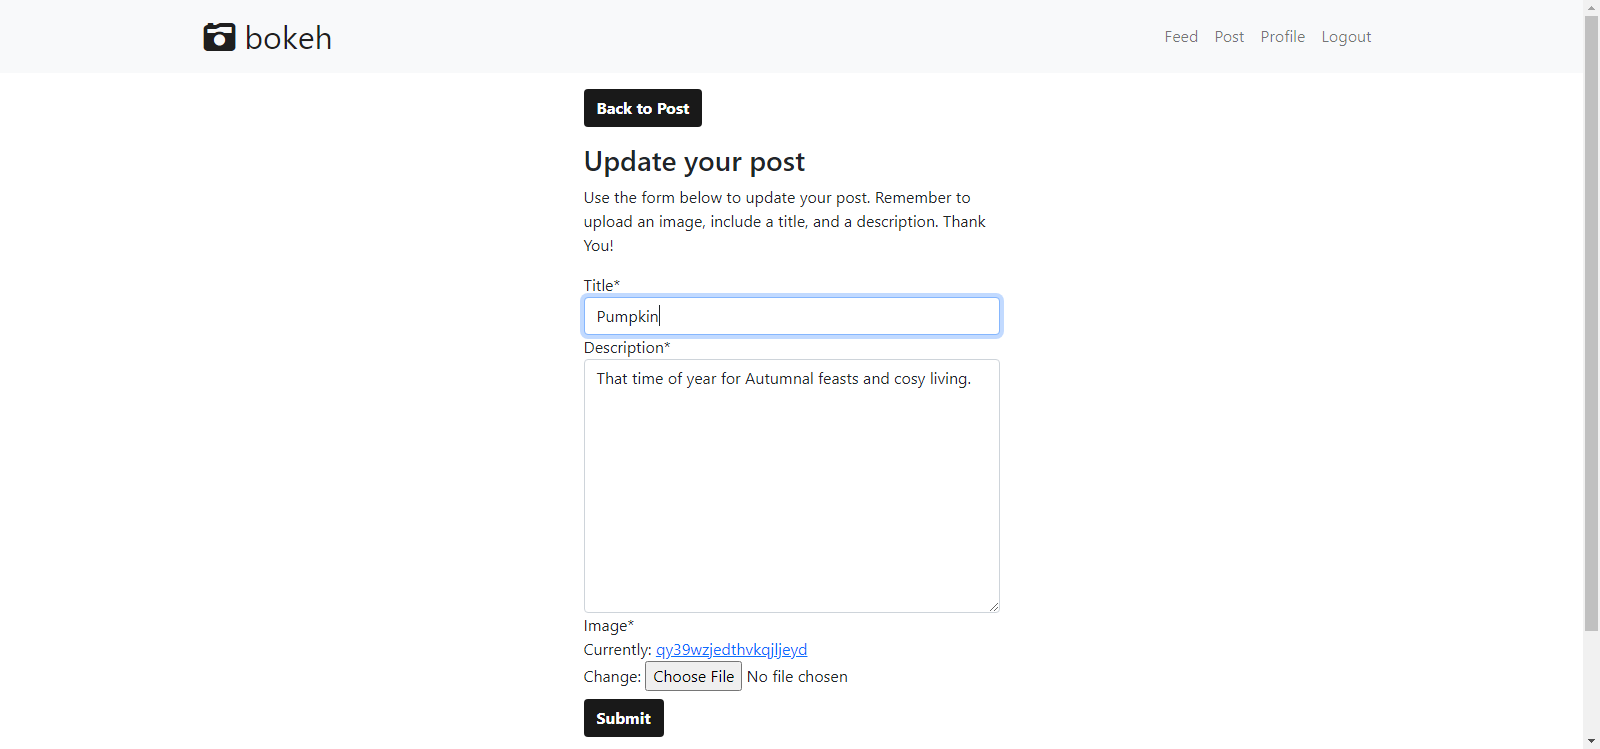 bokeh
Feed Post Profile Logout
Back to Post
Update your post
Use the form below to update your post. Remember to
upload an image, include a title, and a description. Thank
You!
Title*
Pumpkin
Description*
That time of year for Autumnal feasts and cosy living.
Image*
Currently: qy39wzjedthvkqjljeyd
Change: Choose File No file chosen
Submit